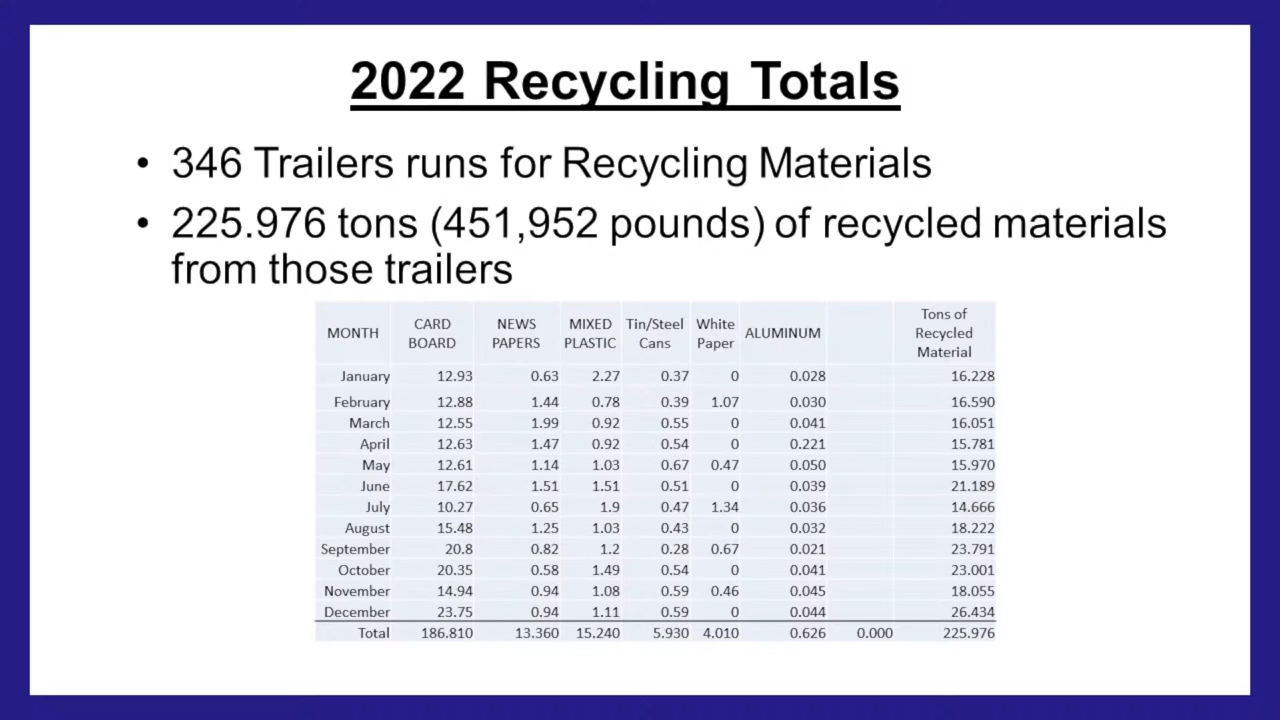 2022 Recycling Totals
• 346 Trailers runs for Recycling Materials
• 225.976 tons (451,952 pounds) of recycled materials
from those trailers
MONTH CARD BOARD NEWS PAPERS MIXED PLASTIC Tin/Steel Cans White Paper ALUMINUM Tons of Recycled Material
January 12.93 0.63 2.27 0.37 0 0.028 16.228
February 12.88 1.44 0.78 0.39 1.07 0.030 16.590
March 12.55 1.99 0.92 0.55 0 0.041 16.051
April 12.63 1.47 0.92 0.54 0 0.221 15.781
May 12.61 1.14 1.03 0.67 0.47 0.050 15.970
June 17.62 1.51 1.51 0.51 0 0.039 21.189
July 10.27 0.65 1.9 0.47 1.34 0.036 14.666
August 15.48 1.25 1.03 0.43 0 0.032 18.222
September 20.8 0.82 1.2 0.28 0.67 0.021 23.791
October 20.35 0.58 1.49 0.54 0 0.041 23.001
November 14.94 0.94 1.08 0.59 0.46 0.045 18.055
December 23.75 0.94 1.11 0.59 0 0.044 26.434
Total 186.810 13.360 15.240 5.930 4.010 0.626 0.000 225.976